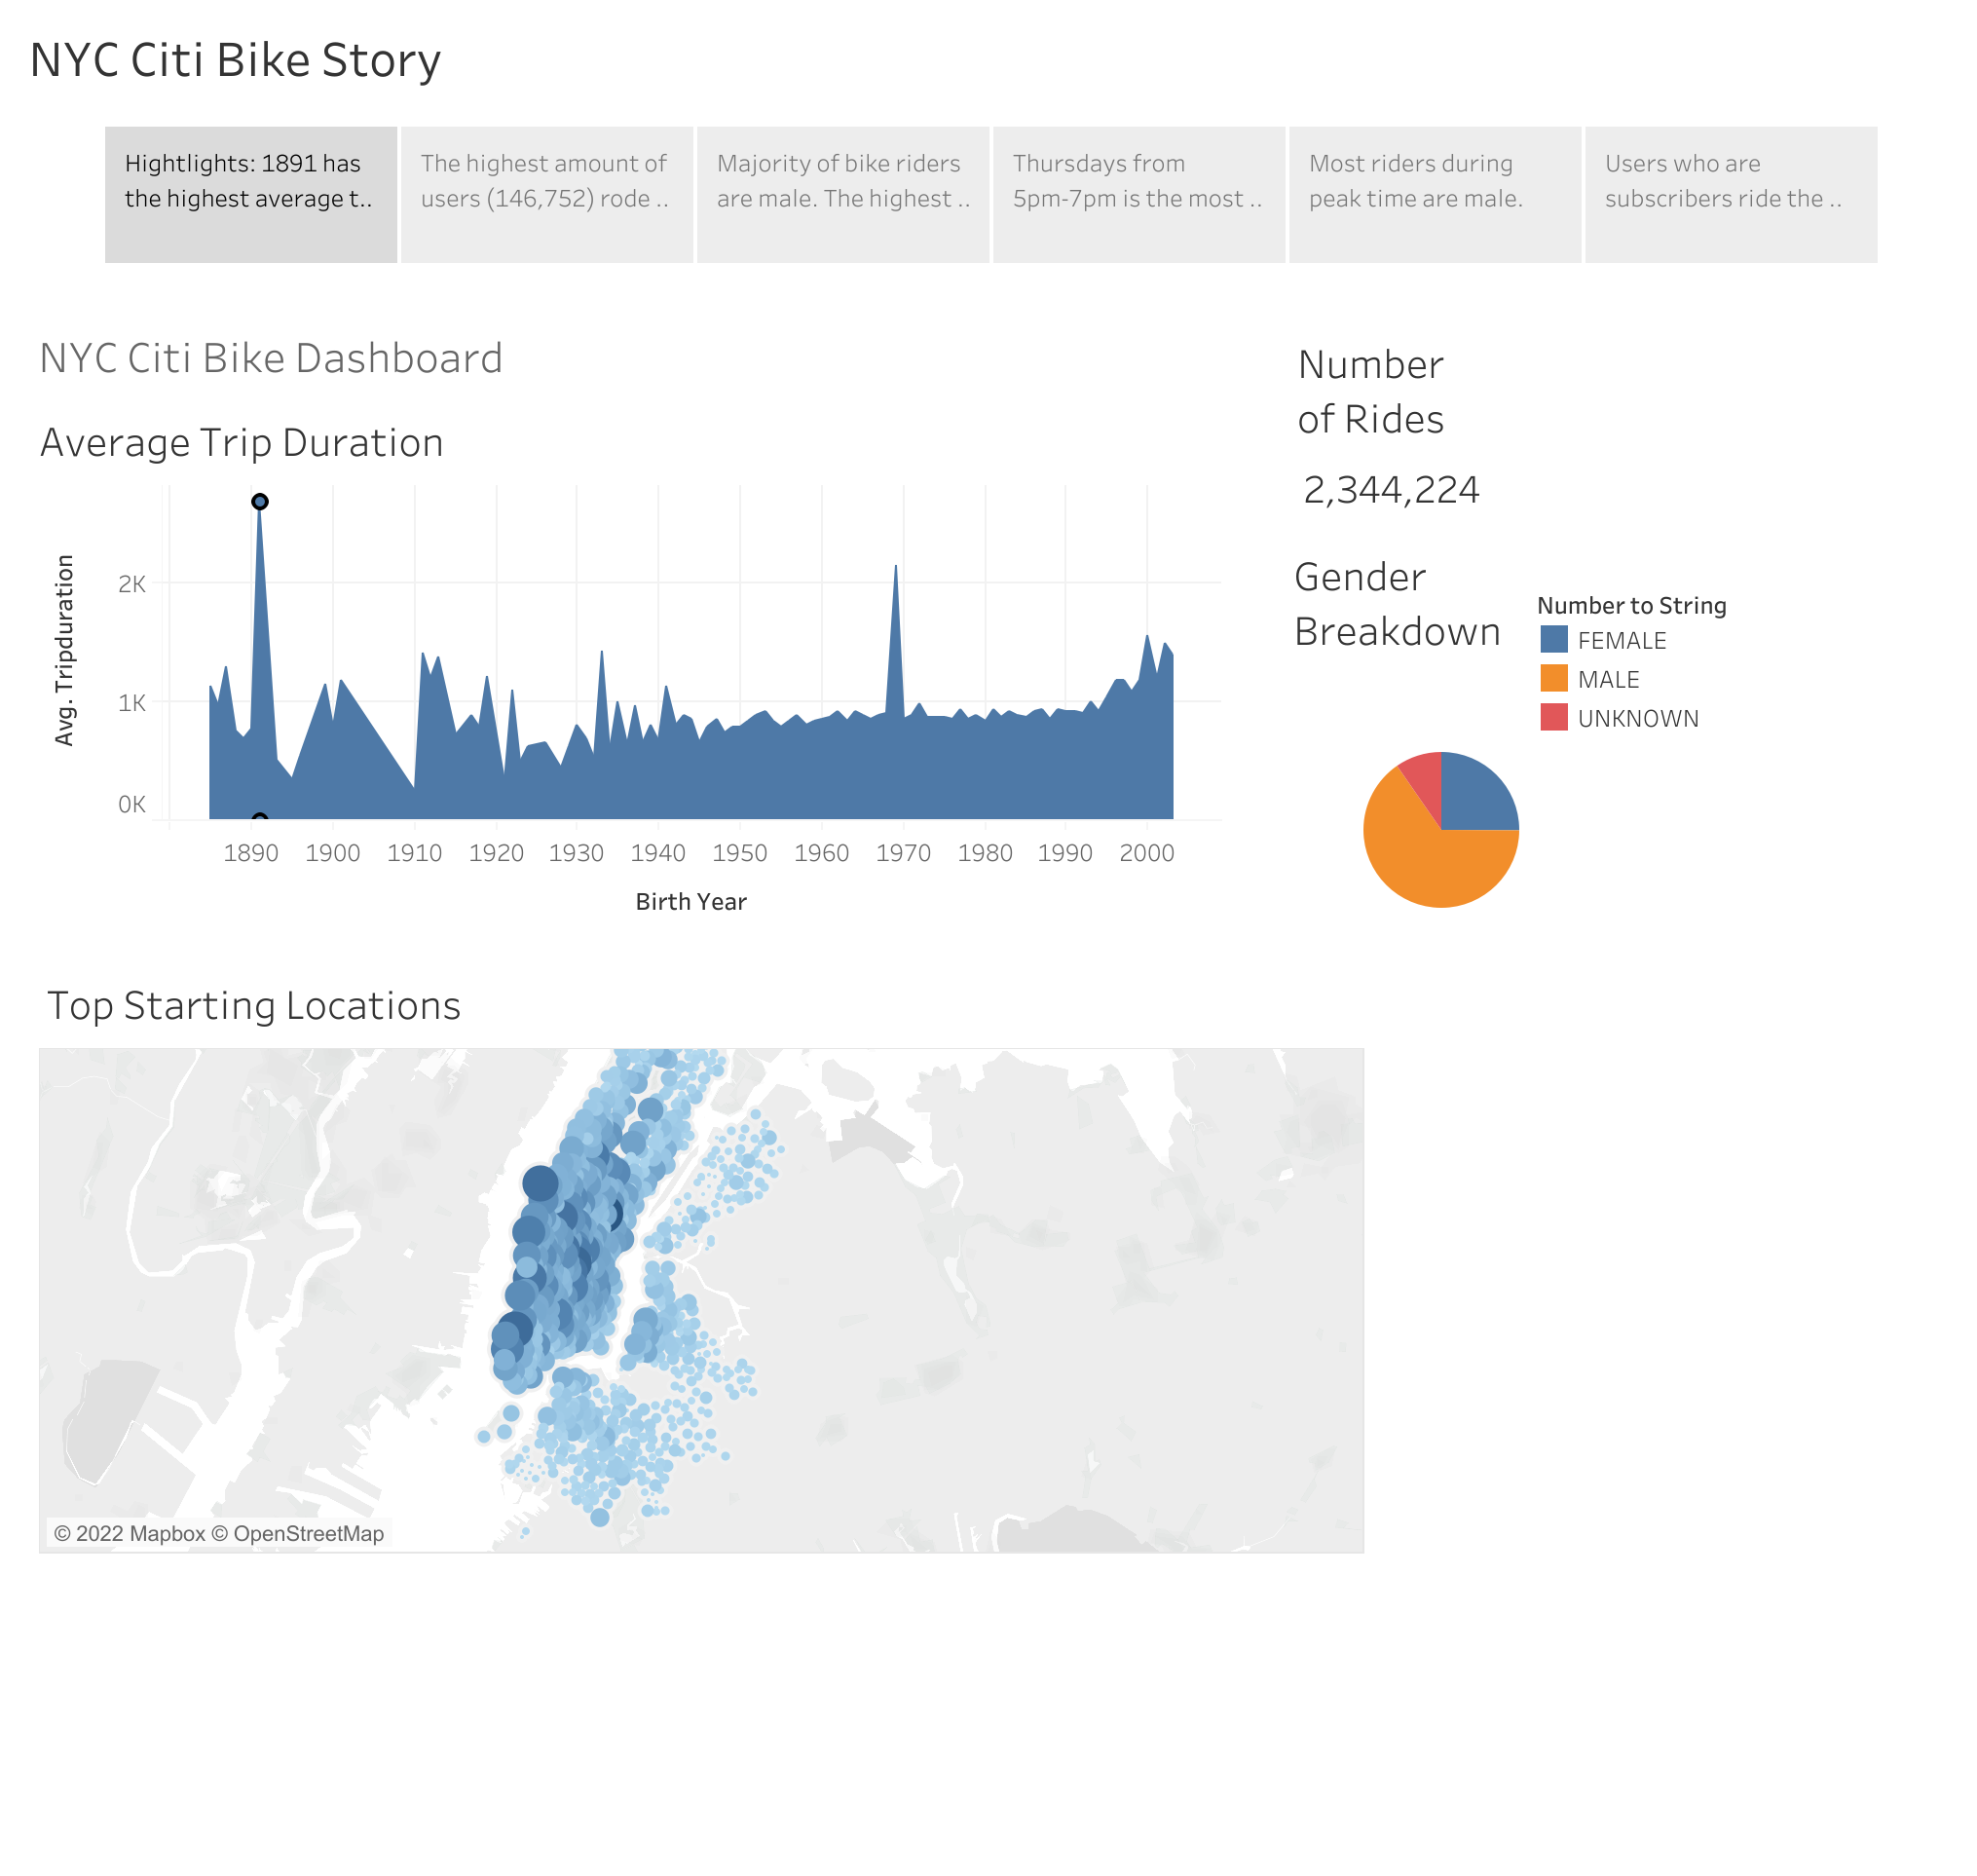 NYC Citi Bike Story
Hightlights: 1891 has
the highest average t..
The highest amount of
users (146,752) rode ..
Majority of bike riders
are male. The highest ..
Thursdays from
5pm-7pm is the most ..
Most riders during
peak time are male.
Users who are
subscribers ride the ..
NYC Citi Bike Dashboard
Average Trip Duration
Avg. Tripduration
2K
1K
0K
1890 1900 1910 1920 1930 1940 1950 1960 1970 1980 1990 2000
Birth Year
Number
of Rides
2,344,224
Gender
Breakdown
Number to String
FEMALE
MALE
UNKNOWN
Top Starting Locations
© 2022 Mapbox © OpenStreetMap